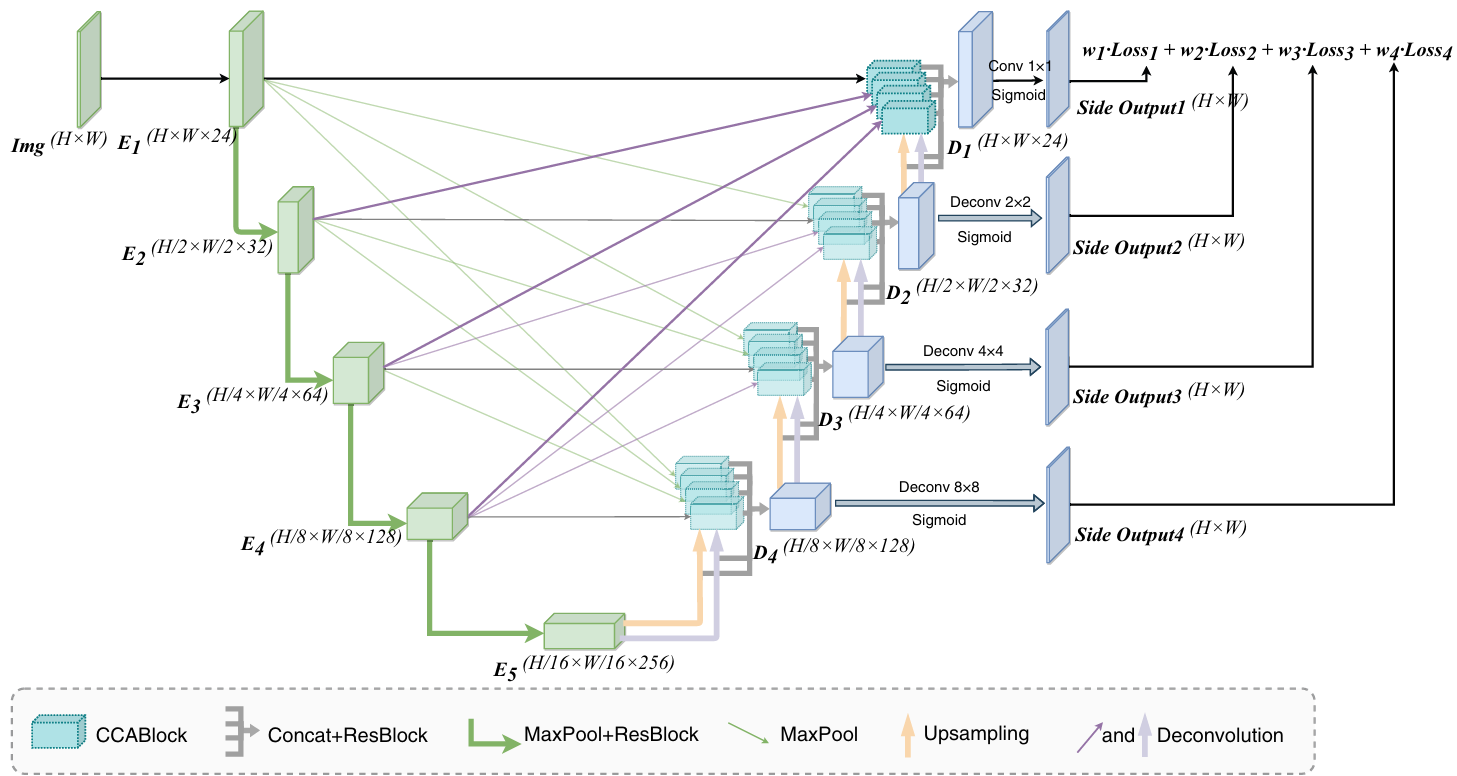 w1·Loss1 + w2·Loss2 + w3·Loss3 + w4·Loss4
Conv 1×1
Sigmoid
Img (H×W)
E1 (H×W×24)
D1 (H×W×24)
Side Output1 (H×W)
Deconv 2×2
Sigmoid
E2 (H/2×W/2×32)
D2 (H/2×W/2×32)
Side Output2 (H×W)
Deconv 4×4
Sigmoid
E3 (H/4×W/4×64)
D3 (H/4×W/4×64)
Side Output3 (H×W)
Deconv 8×8
Sigmoid
E4 (H/8×W/8×128)
D4 (H/8×W/8×128)
Side Output4 (H×W)
E5 (H/16×W/16×256)
CCABlock
Concat+ResBlock
MaxPool+ResBlock
MaxPool
Upsampling
and
Deconvolution